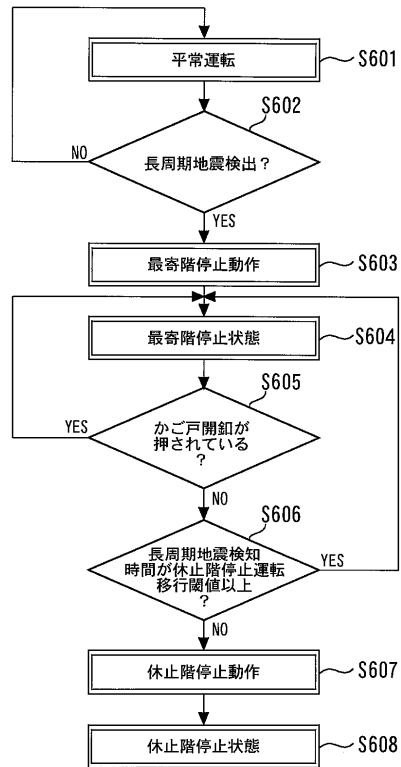 平常運転
S601
S602
長周期地震検出？
NO
YES
最寄階停止動作
S603
最寄階停止状態
S604
S605
かご戸開釦が
押されている
？
YES
NO
S606
長周期地震検知
時間が休止階停止運転
移行閾値以上
？
YES
NO
休止階停止動作
S607
休止階停止状態
S608